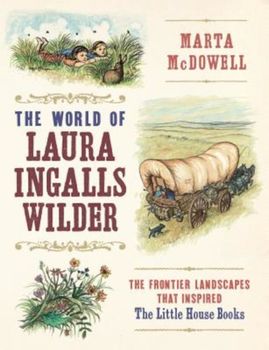 MARTA
McDOWELL
THE WORLD OF
LAURA
INGALLS
WILDER
THE FRONTIER LANDSCAPES
THAT INSPIRED
The Little House Books